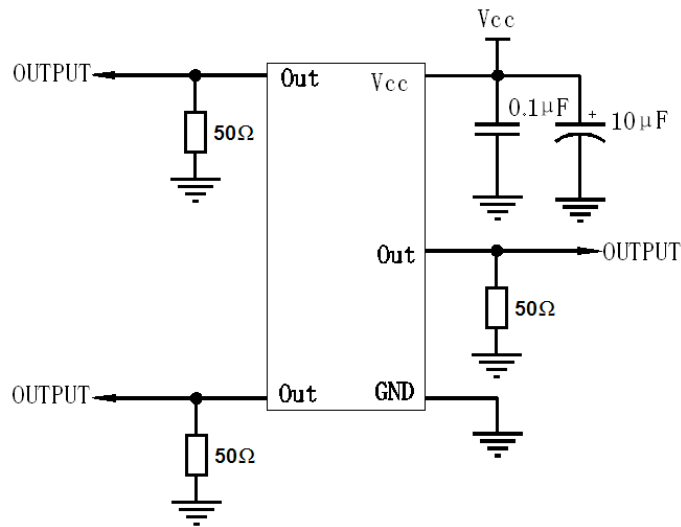 Vcc
OUTPUT
Out
Vcc
50Ω
0.1μF
+
10μF
Out
OUTPUT
50Ω
OUTPUT
Out
GND
50Ω